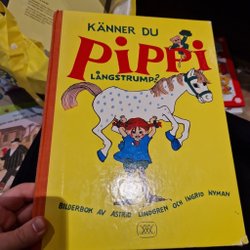 KÄNNER DU
PiPPi
LÅNGSTRUMP?
BILDERBOK AV ASTRID LINDGREN OCH INGRID NYMAN